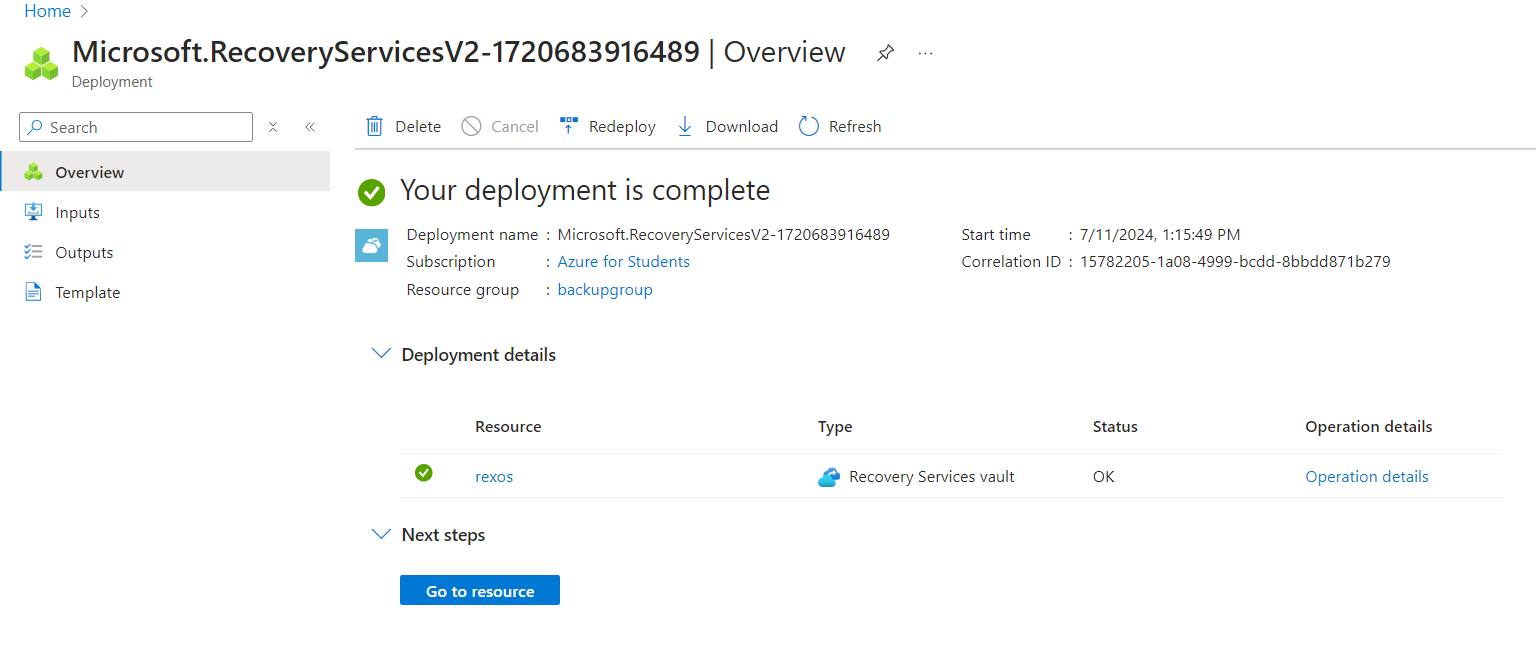 Home
Microsoft.RecoveryServicesV2-1720683916489 | Overview
Deployment
Search
Delete
Cancel
Redeploy
Download
Refresh
Overview
Inputs
Outputs
Template
Your deployment is complete
Deployment name : Microsoft.RecoveryServicesV2-1720683916489
Subscription : Azure for Students
Resource group : backupgroup
Start time : 7/11/2024, 1:15:49 PM
Correlation ID : 15782205-1a08-4999-bcdd-8bbdd871b279
Deployment details
Resource Type Status Operation details
rexos Recovery Services vault OK Operation details
Next steps
Go to resource